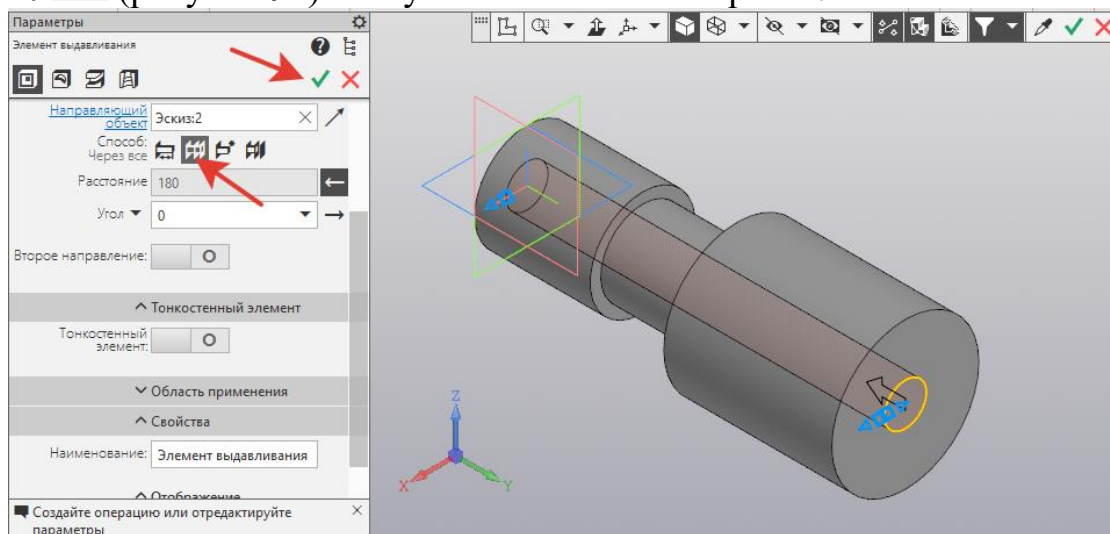 Параметры
Элемент выдавливания
Направляющий
объект
Эскиз:2
Способ:
Через все
Расстояние
180
Угол
0
Второе направление:
Тонкостенный элемент
Тонкостенный
элемент:
Область применения
Свойства
Наименование:
Элемент выдавливания
Отображение
Создайте операцию или отредактируйте
параметры
Z
X
Y